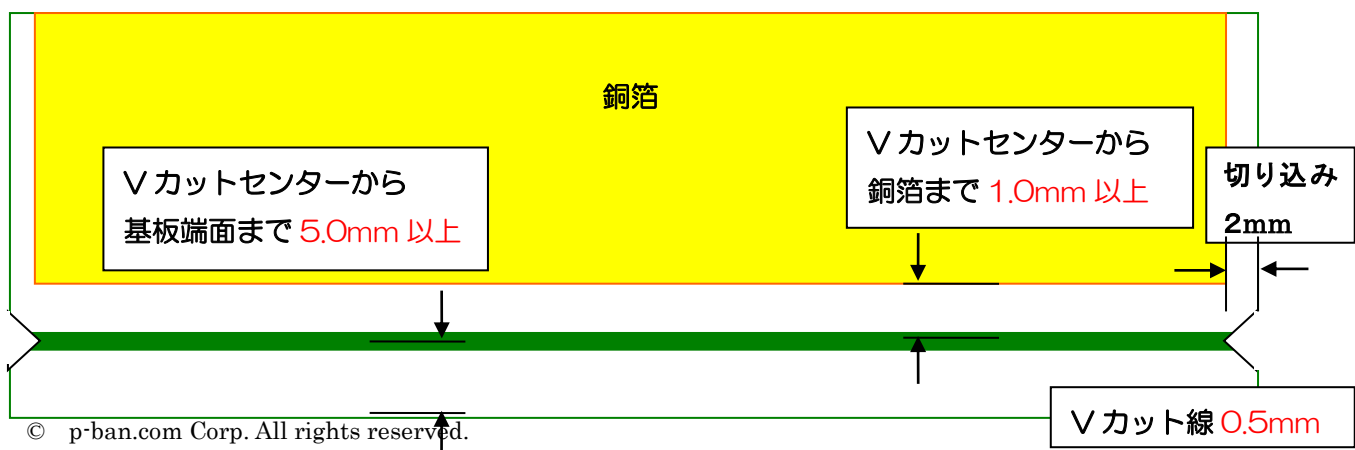 銅箔
Vカットセンターから
銅箔まで 1.0mm 以上
Vカットセンターから
基板端面まで 5.0mm 以上
切り込み
2mm
Vカット線 0.5mm
© p-ban.com Corp. All rights reserved.